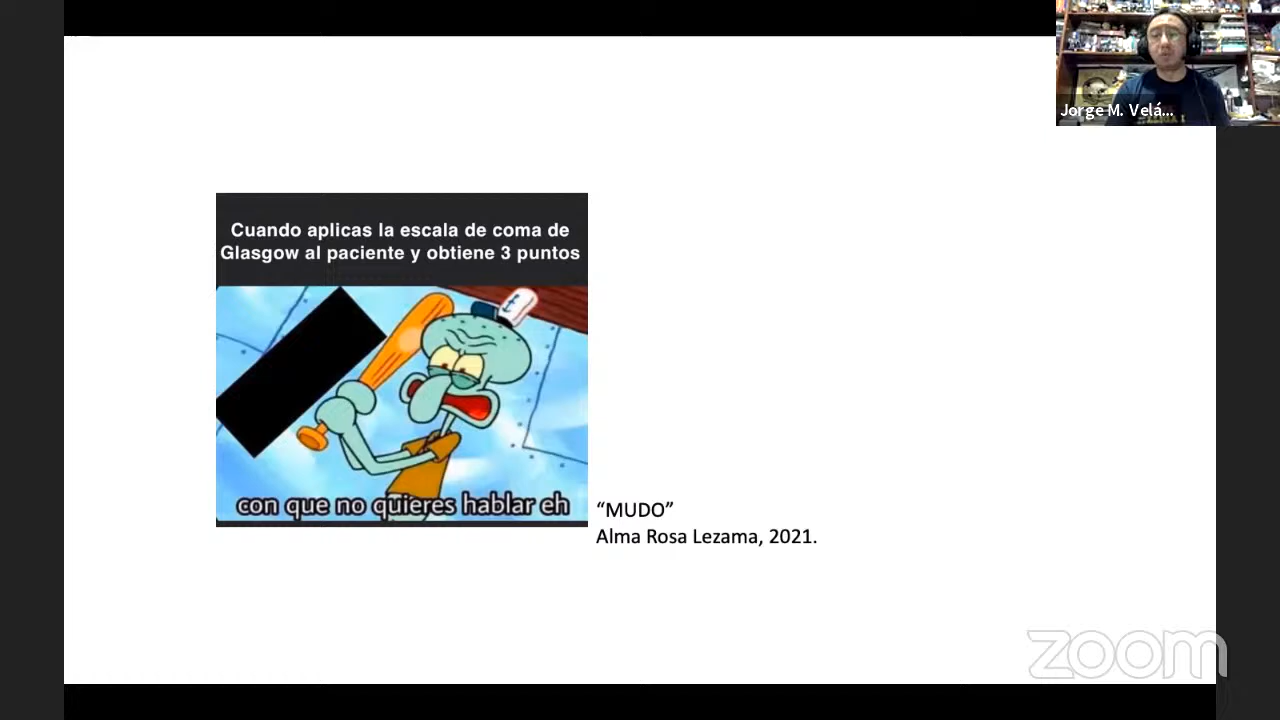 Jorge M. Velá...
Cuando aplicas la escala de coma de
Glasgow al paciente y obtiene 3 puntos
con que no quieres hablar eh
“MUDO”
Alma Rosa Lezama, 2021.
zoom